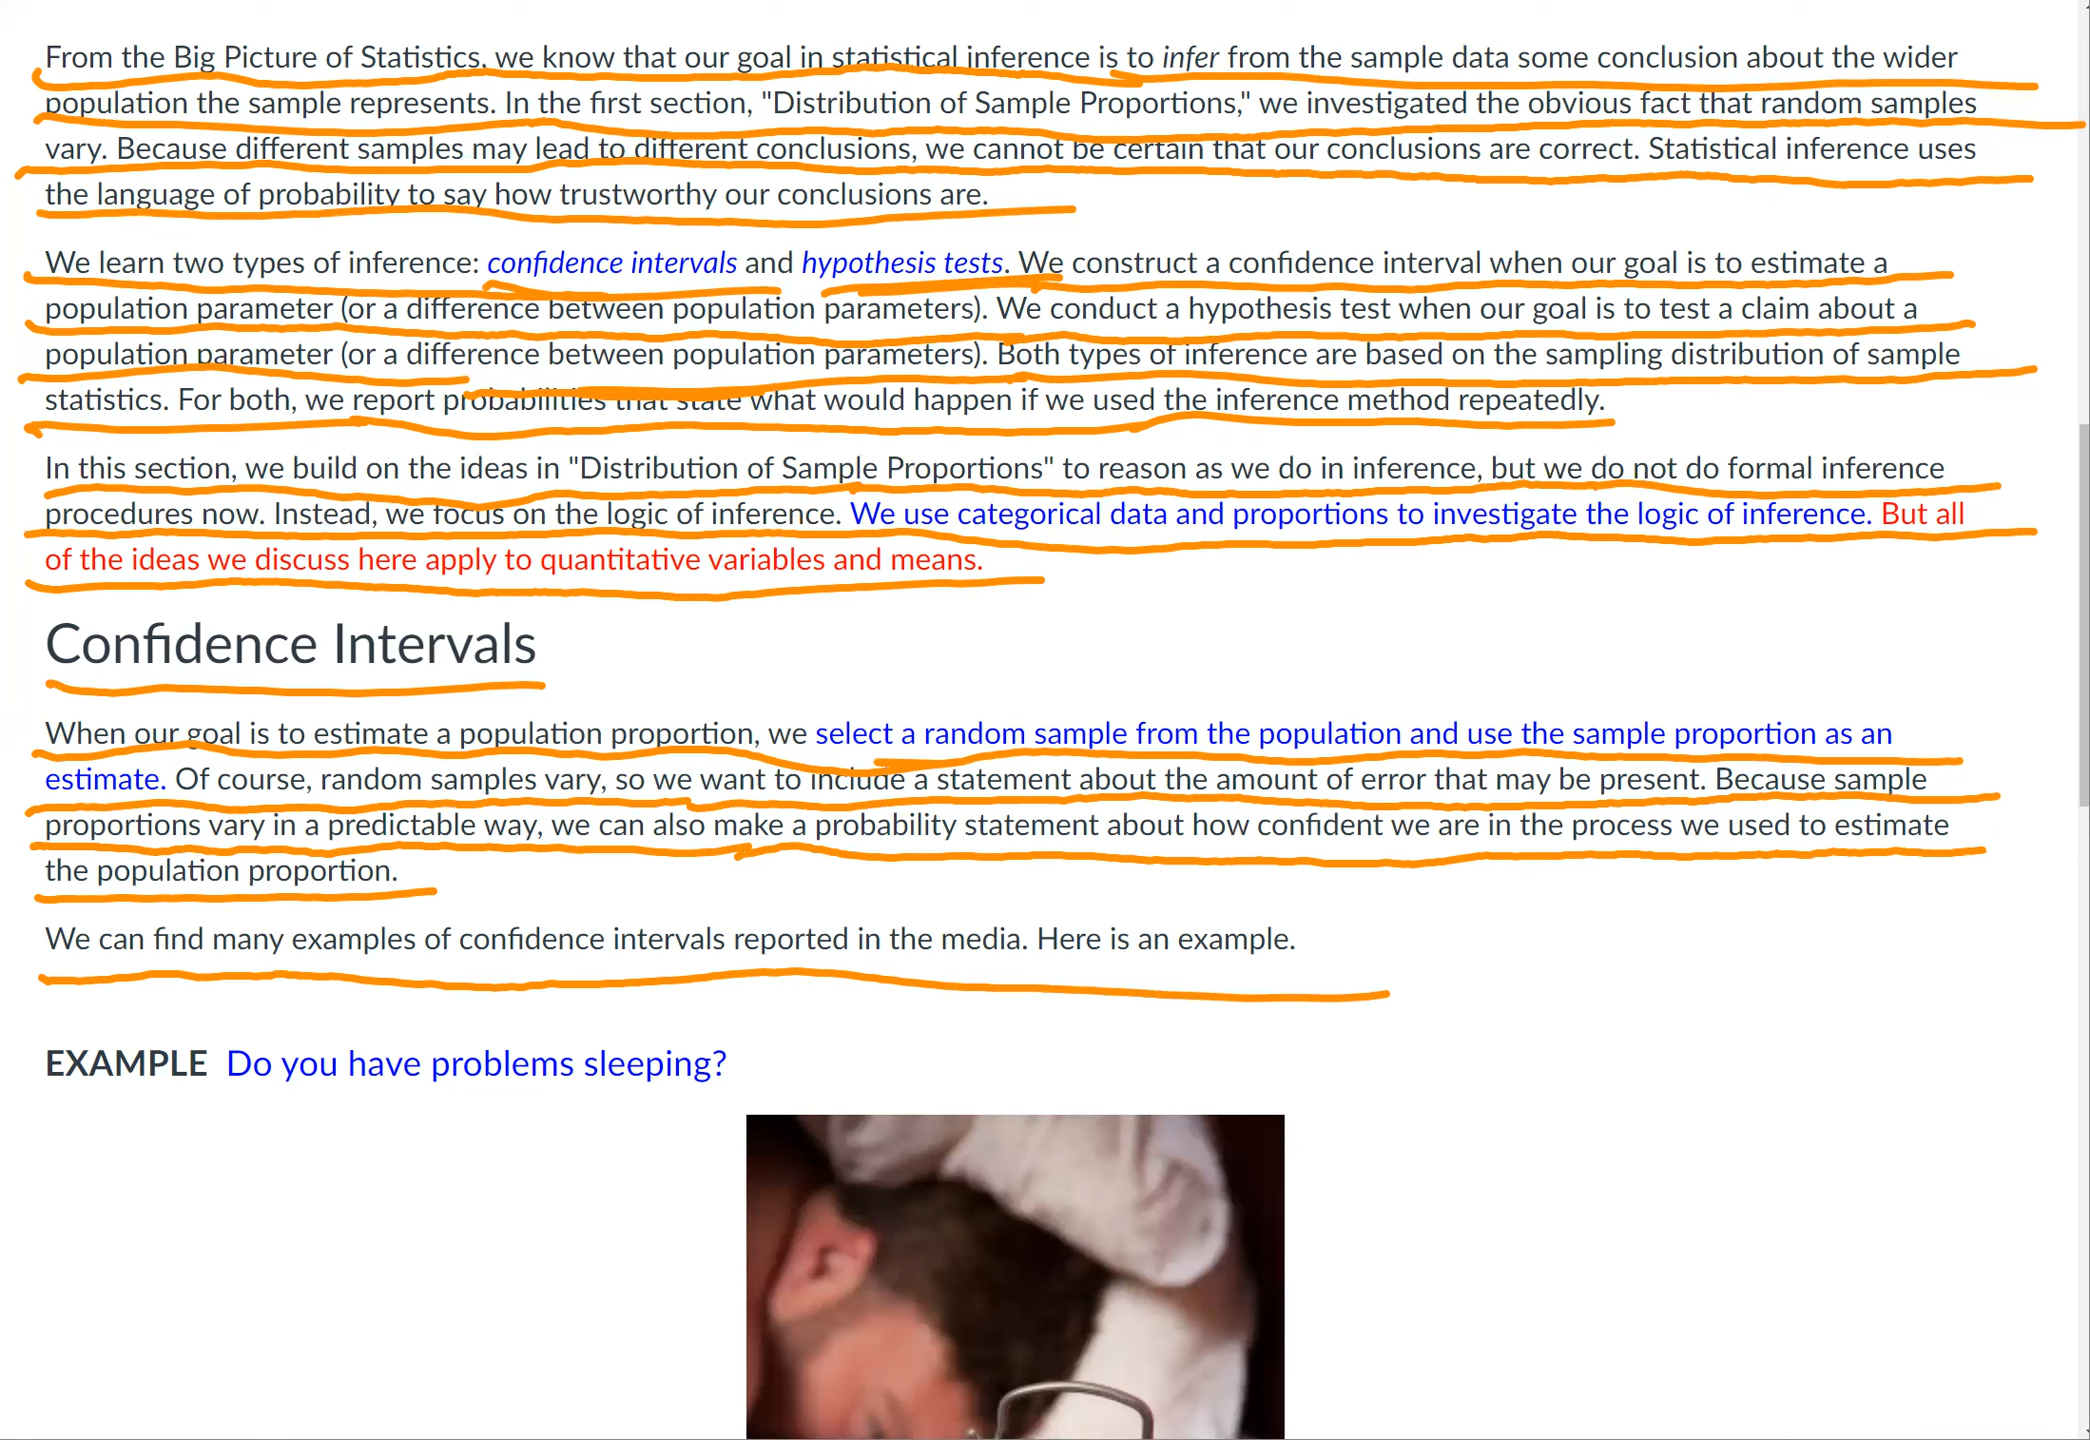 From the Big Picture of Statistics, we know that our goal in statistical inference is to infer from the sample data some conclusion about the wider
population the sample represents. In the first section, "Distribution of Sample Proportions," we investigated the obvious fact that random samples
vary. Because different samples may lead to different conclusions, we cannot be certain that our conclusions are correct. Statistical inference uses
the language of probability to say how trustworthy our conclusions are.
We learn two types of inference: confidence intervals and hypothesis tests. We construct a confidence interval when our goal is to estimate a
population parameter (or a difference between population parameters). We conduct a hypothesis test when our goal is to test a claim about a
population parameter (or a difference between population parameters). Both types of inference are based on the sampling distribution of sample
statistics. For both, we report probabilities that state what would happen if we used the inference method repeatedly.
In this section, we build on the ideas in "Distribution of Sample Proportions" to reason as we do in inference, but we do not do formal inference
procedures now. Instead, we focus on the logic of inference. We use categorical data and proportions to investigate the logic of inference. But all
of the ideas we discuss here apply to quantitative variables and means.
Confidence Intervals
When our goal is to estimate a population proportion, we select a random sample from the population and use the sample proportion as an
estimate. Of course, random samples vary, so we want to include a statement about the amount of error that may be present. Because sample
proportions vary in a predictable way, we can also make a probability statement about how confident we are in the process we used to estimate
the population proportion.
We can find many examples of confidence intervals reported in the media. Here is an example.
EXAMPLE Do you have problems sleeping?